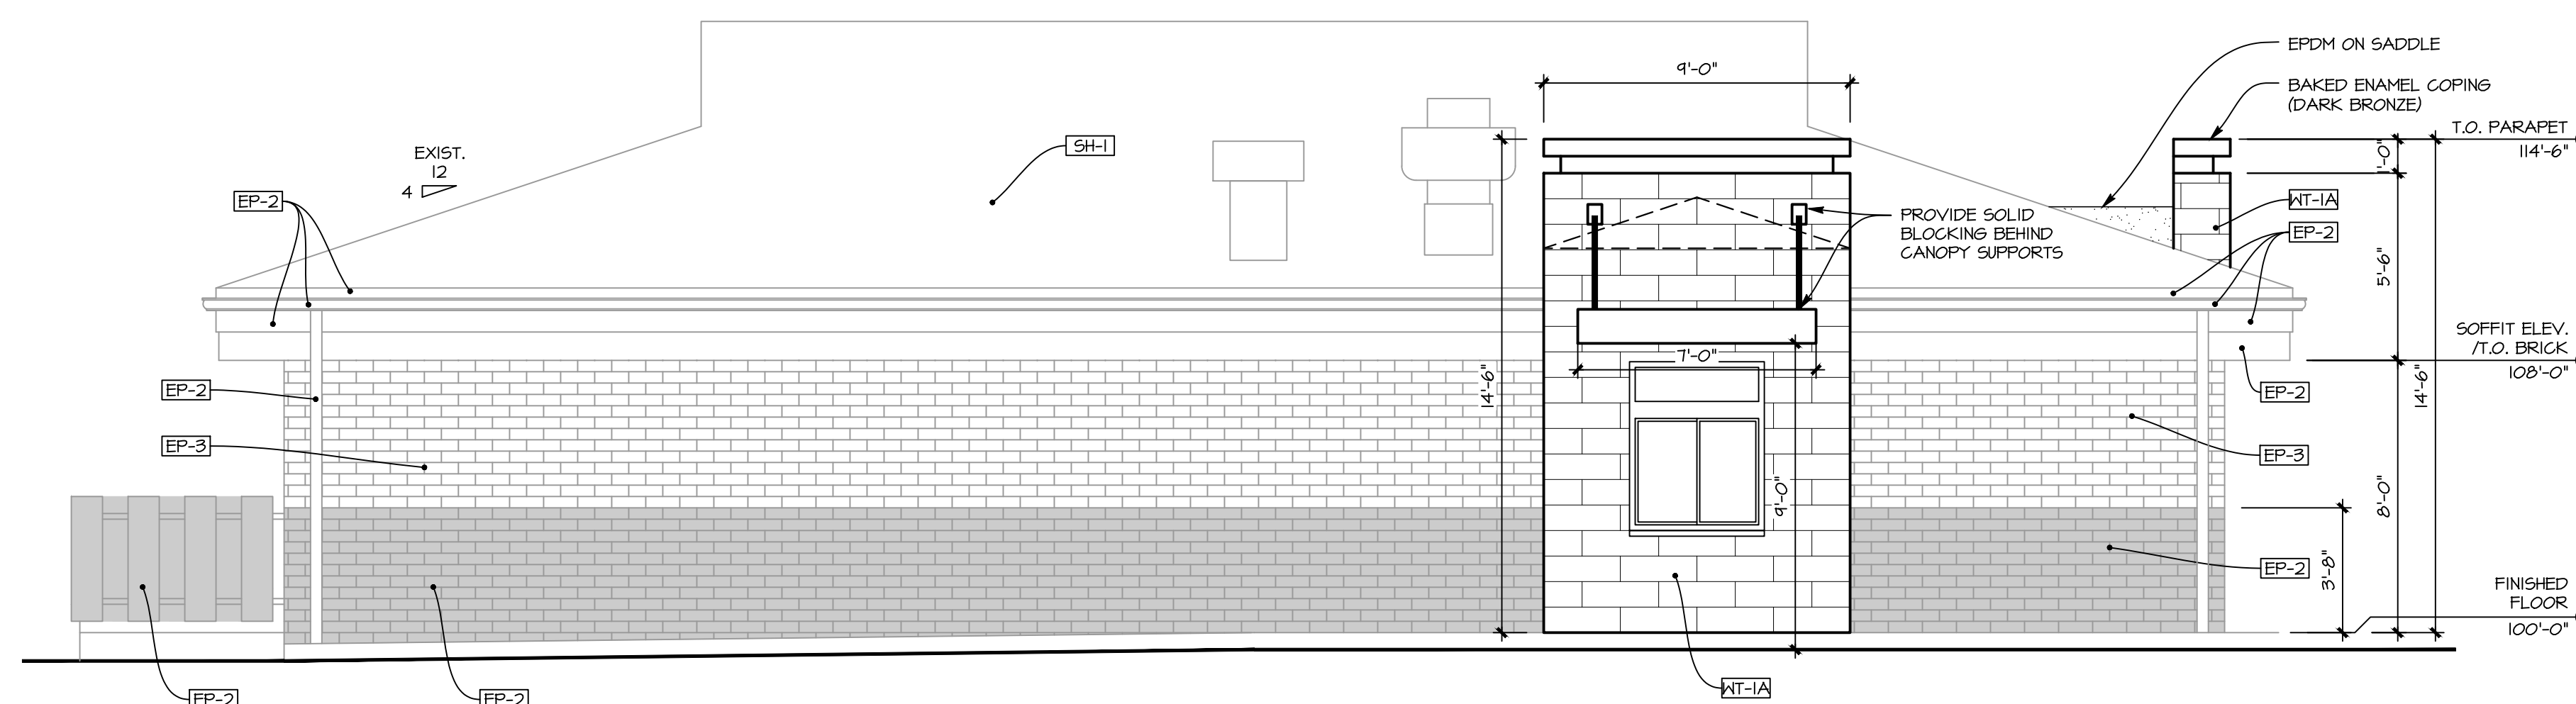 EPDM ON SADDLE
9'-0"
BAKED ENAMEL COPING
(DARK BRONZE)
T.O. PARAPET
114'-6"
SH-1
EXIST.
12
4
1'-0"
EP-2
WT-1A
PROVIDE SOLID
BLOCKING BEHIND
CANOPY SUPPORTS
EP-2
5'-6"
SOFFIT ELEV.
/T.O. BRICK
108'-0"
7'-0"
14'-6"
14'-6"
EP-2
EP-2
EP-3
EP-3
9'-0"
8'-0"
EP-2
3'-8"
FINISHED
FLOOR
100'-0"
WT-1A
EP-2
EP-2